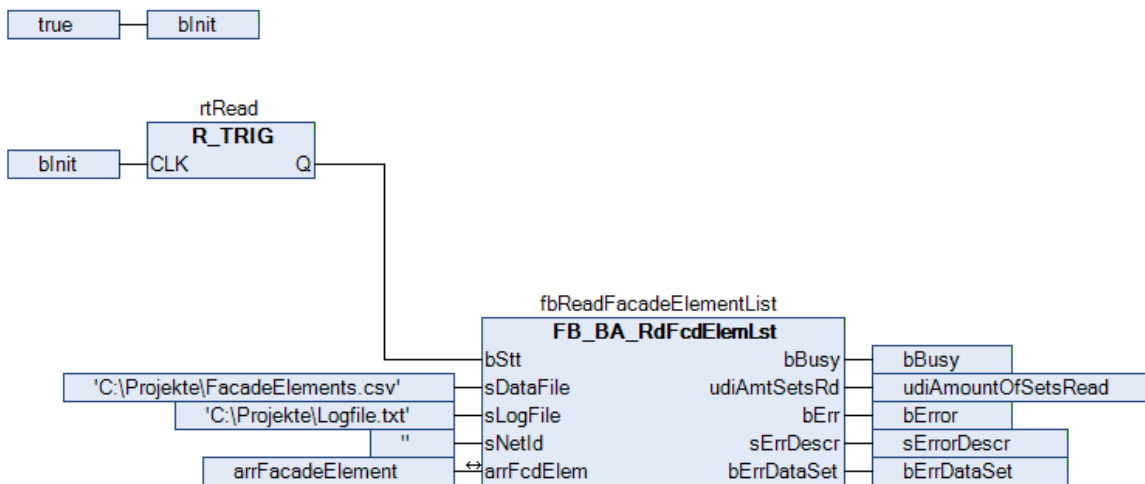 true bInit
rtRead
R_TRIG
bInit CLK Q
fbReadFacadeElementList
FB_BA_RdFcdElemLst
bStt bBusy bBusy
'C:\Projekte\FacadeElements.csv' sDataFile udiAmtSetsRd udiAmountOfSetsRead
'C:\Projekte\Logfile.txt' sLogFile bErr bError
'' sNetId sErrDescr sErrorDescr
arrFacadeElement arrFcdElem bErrDataSet bErrDataSet